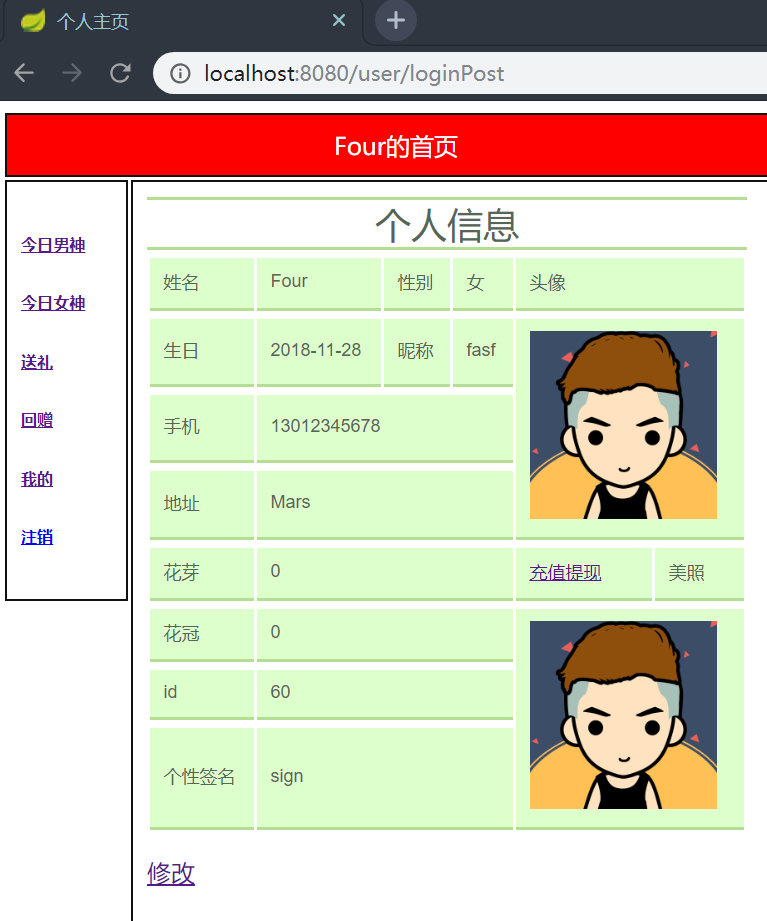 个人主页
localhost:8080/user/loginPost
Four的首页
今日男神
今日女神
送礼
回赠
我的
注销
个人信息
姓名 Four 性别 女 头像
生日 2018-11-28 昵称 fasf
手机 13012345678
地址 Mars
花芽 0 充值提现 美照
花冠 0
id 60
个性签名 sign
修改